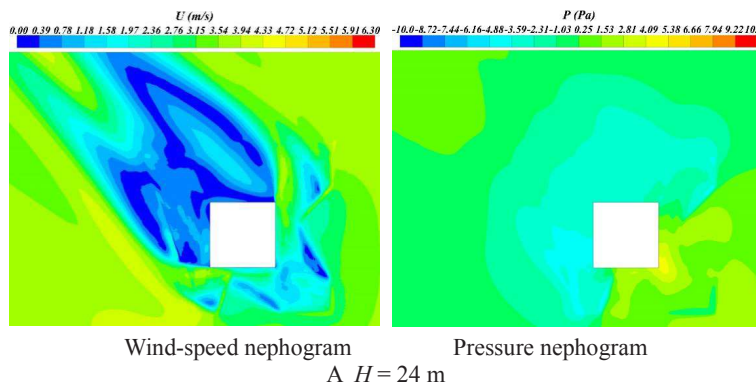 U (m/s)
0.00 0.39 0.78 1.18 1.57 1.97 2.36 2.76 3.15 3.54 3.94 4.33 4.72 5.12 5.51 5.91 6.30
P (Pa)
-10.0 -8.72 -7.44 -6.16 -4.88 -3.59 -2.31 -1.03 0.25 1.53 2.81 4.09 5.38 6.66 7.94 9.22 10
Wind-speed nephogram
Pressure nephogram
A H = 24 m